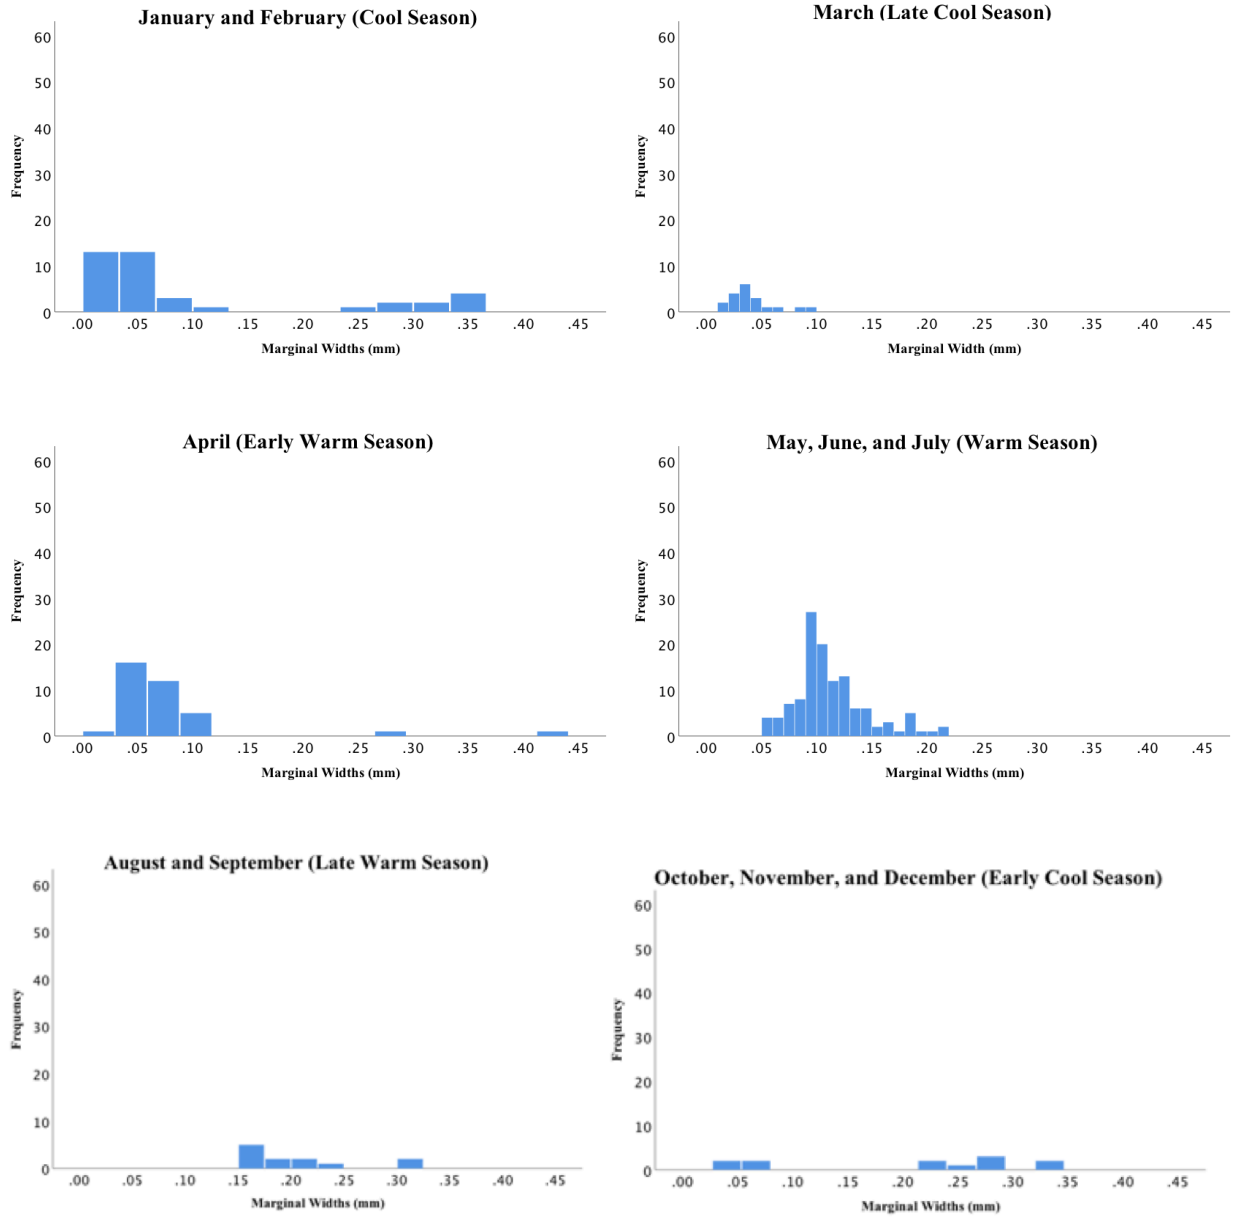 January and February (Cool Season)
60
50
40
30
20
10
0
Frequency
.00 .05 .10 .15 .20 .25 .30 .35 .40 .45
Marginal Widths (mm)
March (Late Cool Season)
60
50
40
30
20
10
0
Frequency
.00 .05 .10 .15 .20 .25 .30 .35 .40 .45
Marginal Width (mm)
April (Early Warm Season)
60
50
40
30
20
10
0
Frequency
.00 .05 .10 .15 .20 .25 .30 .35 .40 .45
Marginal Widths (mm)
May, June, and July (Warm Season)
60
50
40
30
20
10
0
Frequency
.00 .05 .10 .15 .20 .25 .30 .35 .40 .45
Marginal Widths (mm)
August and September (Late Warm Season)
60
50
40
30
20
10
0
Frequency
.00 .05 .10 .15 .20 .25 .30 .35 .40 .45
Marginal Widths (mm)
October, November, and December (Early Cool Season)
60
50
40
30
20
10
0
Frequency
.00 .05 .10 .15 .20 .25 .30 .35 .40 .45
Marginal Widths (mm)